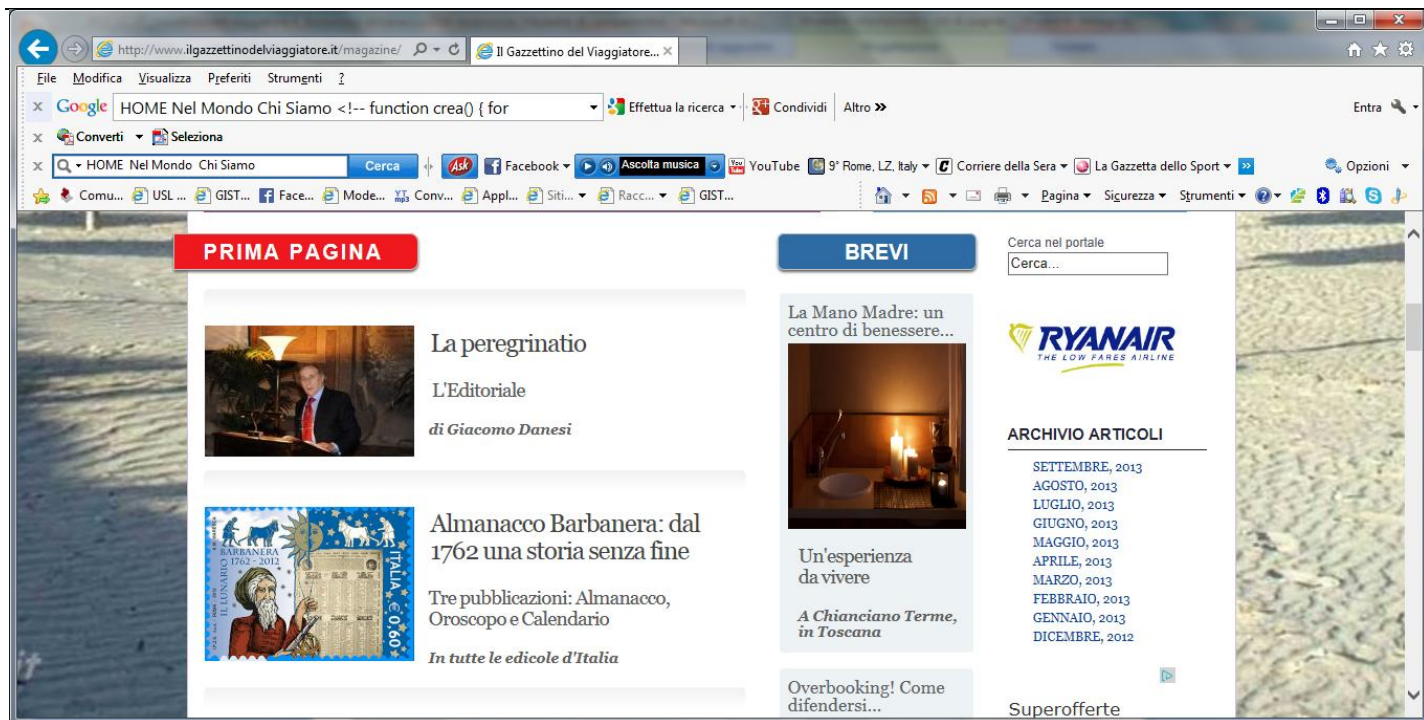 http://www.ilgazzettinodelviaggiatore.it/magazine/
Il Gazzettino del Viaggiatore...
File Modifica Visualizza Preferiti Strumenti ?
x Google HOME Nel Mondo Chi Siamo <!-- function crea() { for Effettua la ricerca Condividi Altro » Entra
x Converti Seleziona
x HOME Nel Mondo Chi Siamo Cerca Ask Facebook Ascolta musica YouTube 9° Rome, LZ, Italy Corriere della Sera La Gazzetta dello Sport » Opzioni
Comu... USL ... GIST... Face... Mode... Conv... Appl... Siti... Racc... GIST... Pagina Sicurezza Strumenti
PRIMA PAGINA
La peregrinatio
L'Editoriale
di Giacomo Danesi
BARBANERA
1762 - 2012
IL LUNARIO
ITALIA € 0,60
Almanacco Barbanera: dal
1762 una storia senza fine
Tre pubblicazioni: Almanacco,
Oroscopo e Calendario
In tutte le edicole d'Italia
BREVI
La Mano Madre: un
centro di benessere...
Un'esperienza
da vivere
A Chianciano Terme,
in Toscana
Overbooking! Come
difendersi...
Cerca nel portale
Cerca...
RYANAIR
THE LOW FARES AIRLINE
ARCHIVIO ARTICOLI
SETTEMBRE, 2013
AGOSTO, 2013
LUGLIO, 2013
GIUGNO, 2013
MAGGIO, 2013
APRILE, 2013
MARZO, 2013
FEBBRAIO, 2013
GENNAIO, 2013
DICEMBRE, 2012
Superofferte
it